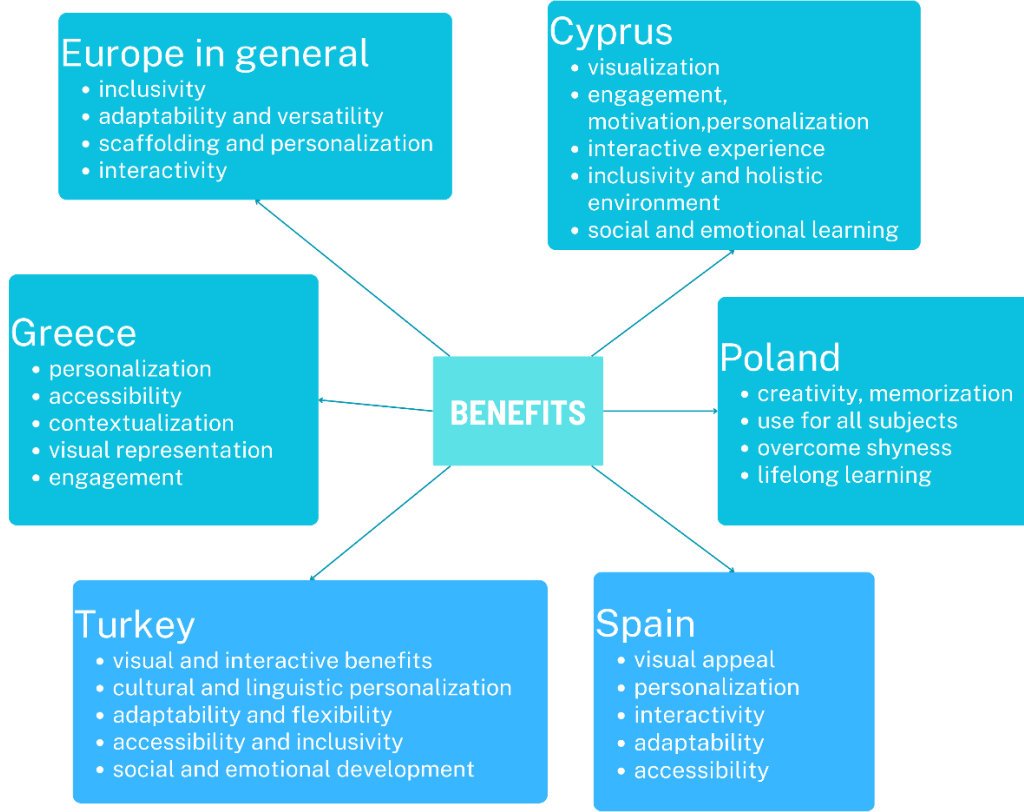 Europe in general
• inclusivity
• adaptability and versatility
• scaffolding and personalization
• interactivity
Cyprus
• visualization
• engagement,
motivation,personalization
• interactive experience
• inclusivity and holistic
environment
• social and emotional learning
Greece
• personalization
• accessibility
• contextualization
• visual representation
• engagement
BENEFITS
Poland
• creativity, memorization
• use for all subjects
• overcome shyness
• lifelong learning
Turkey
• visual and interactive benefits
• cultural and linguistic personalization
• adaptability and flexibility
• accessibility and inclusivity
• social and emotional development
Spain
• visual appeal
• personalization
• interactivity
• adaptability
• accessibility